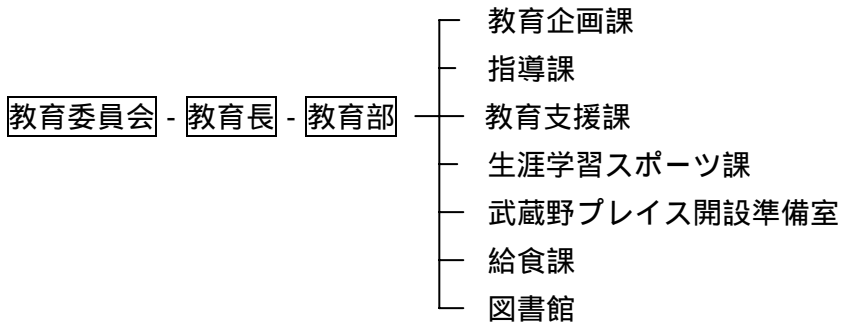 教育企画課
指導課
教育委員会 - 教育長 - 教育部 教育支援課
生涯学習スポーツ課
武蔵野プレイス開設準備室
給食課
図書館